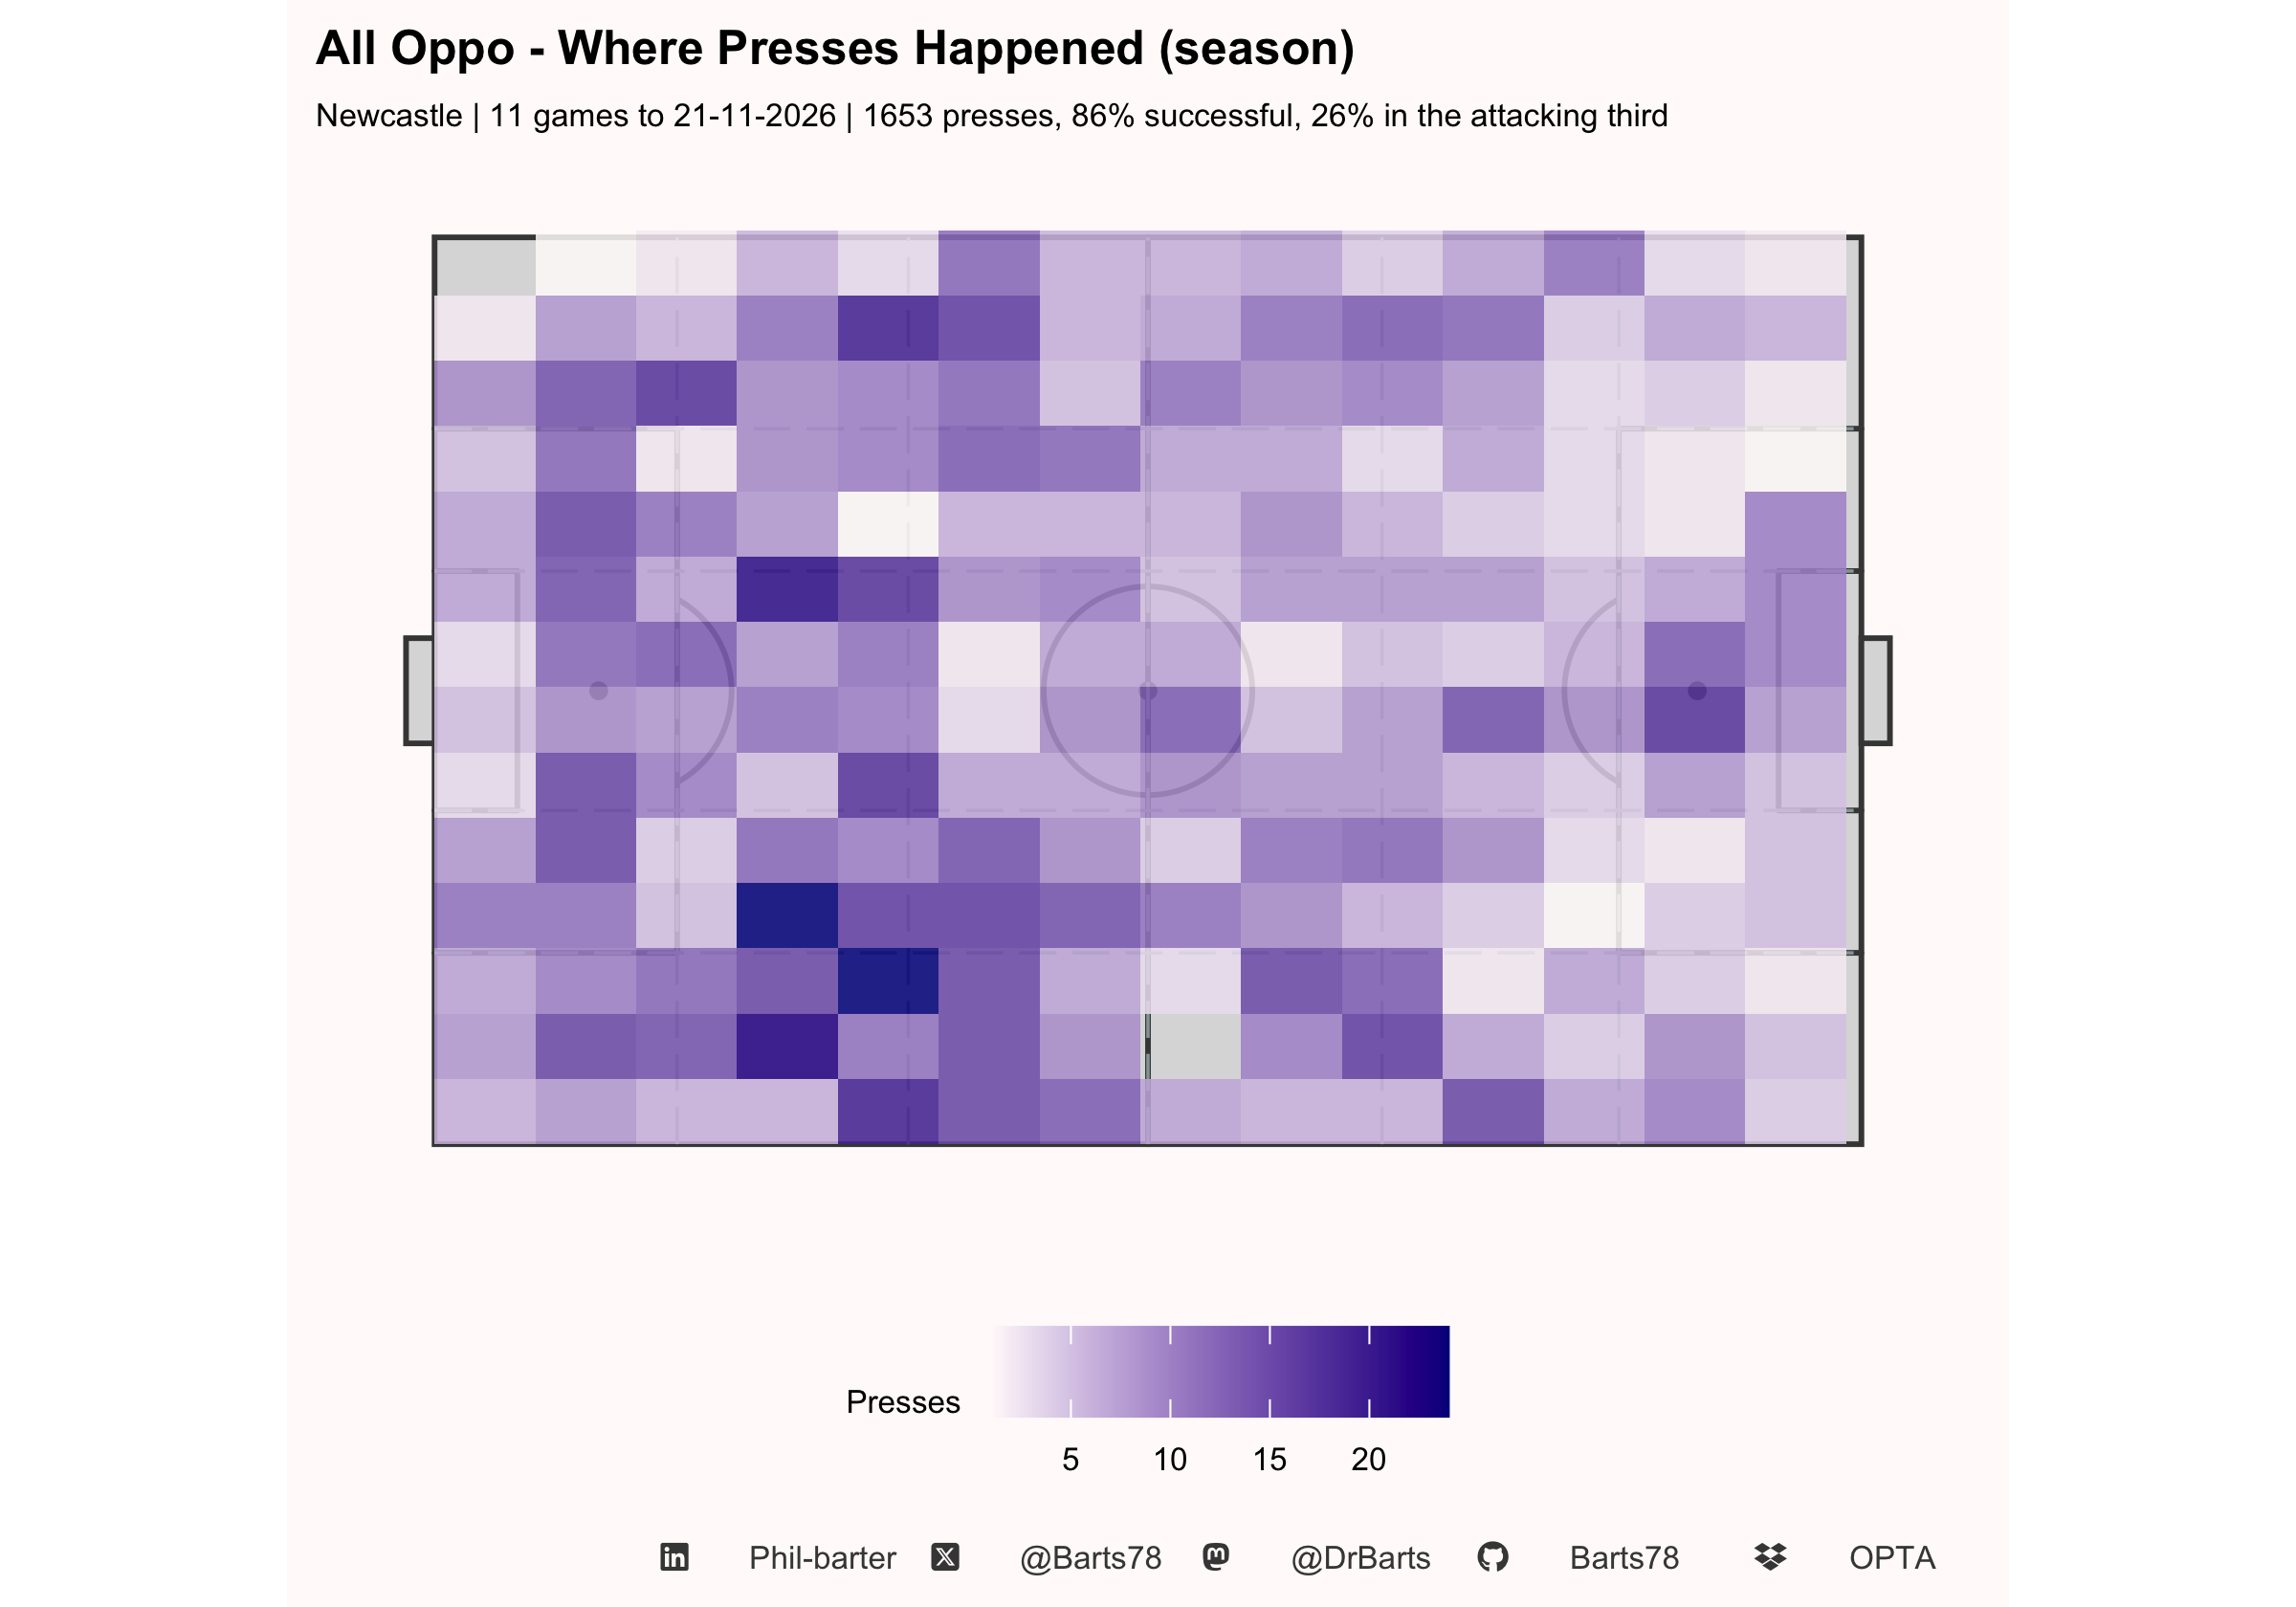 All Oppo - Where Presses Happened (season)
Newcastle | 11 games to 21-11-2026 | 1653 presses, 86% successful, 26% in the attacking third
Presses
5 10 15 20
Phil-barter @Barts78 @DrBarts Barts78 OPTA